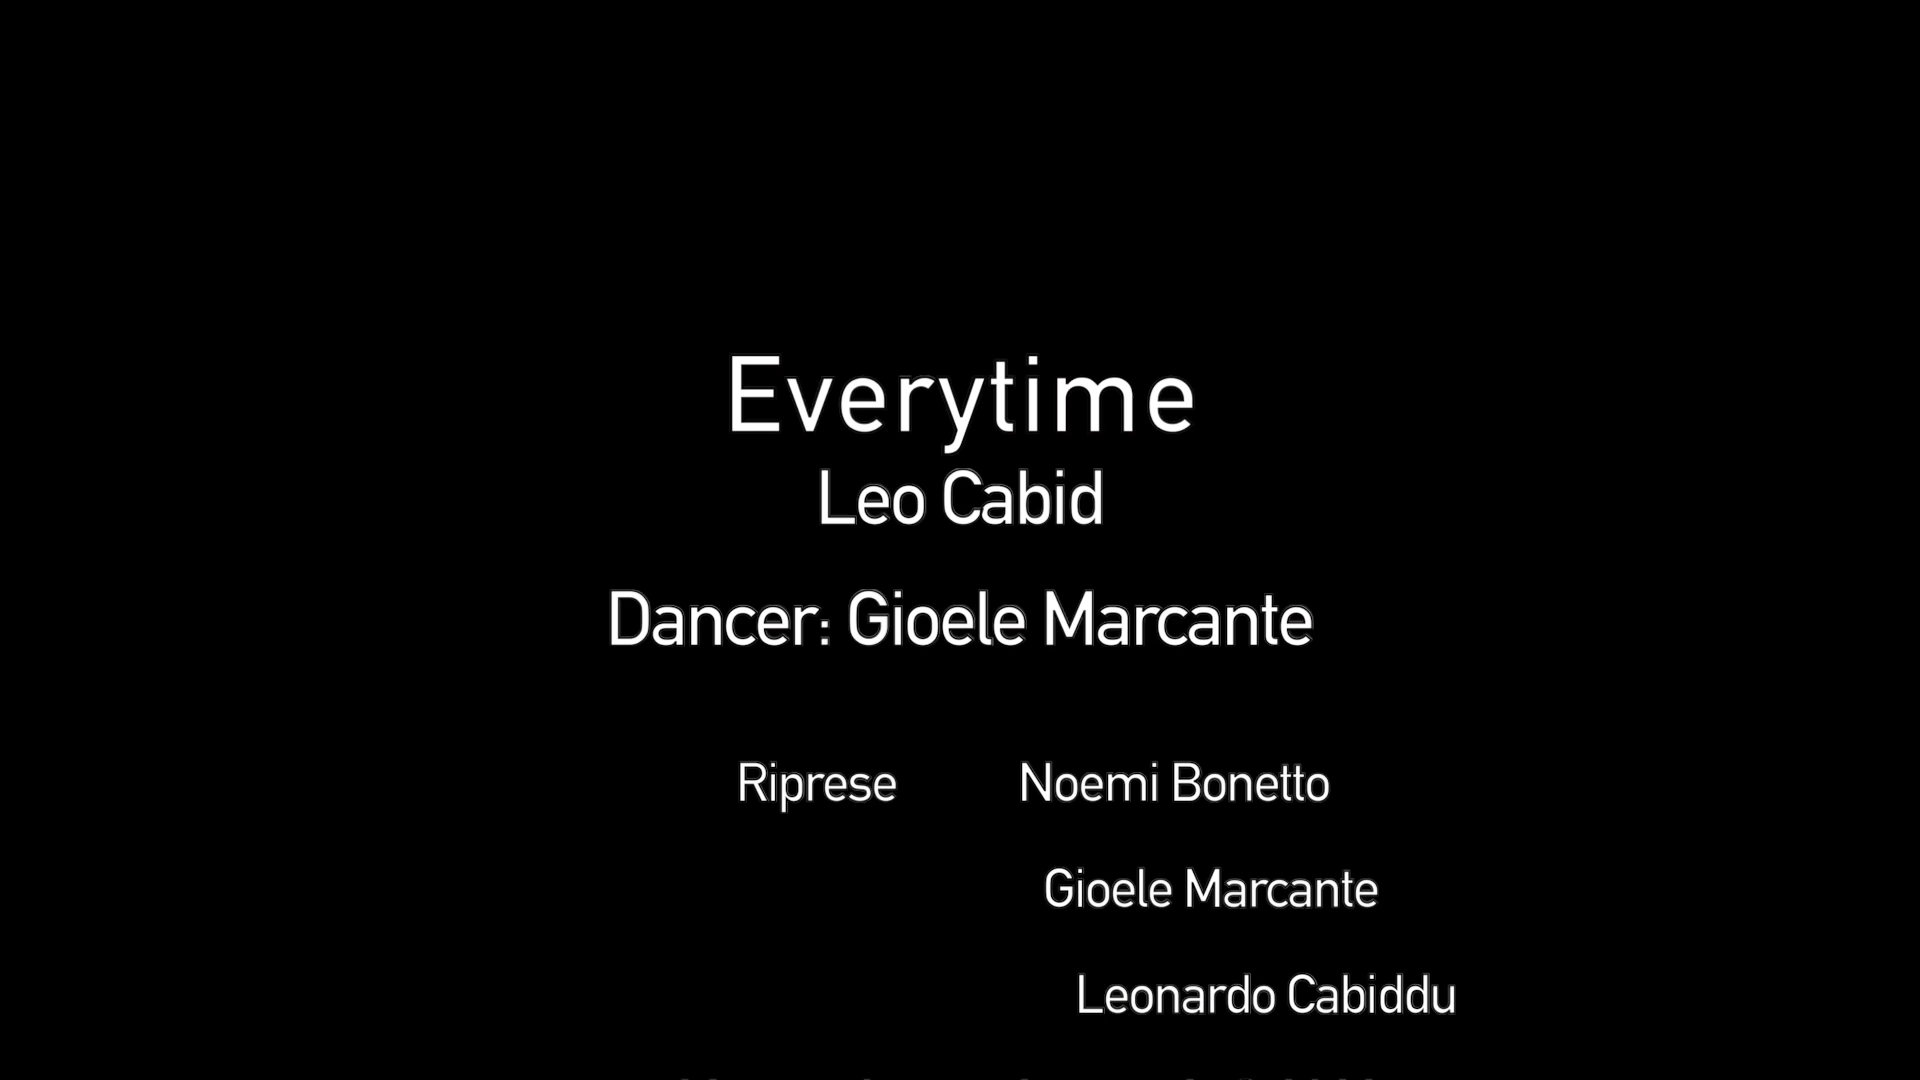 Everytime
Leo Cabid
Dancer: Gioele Marcante
Riprese Noemi Bonetto
Gioele Marcante
Leonardo Cabiddu